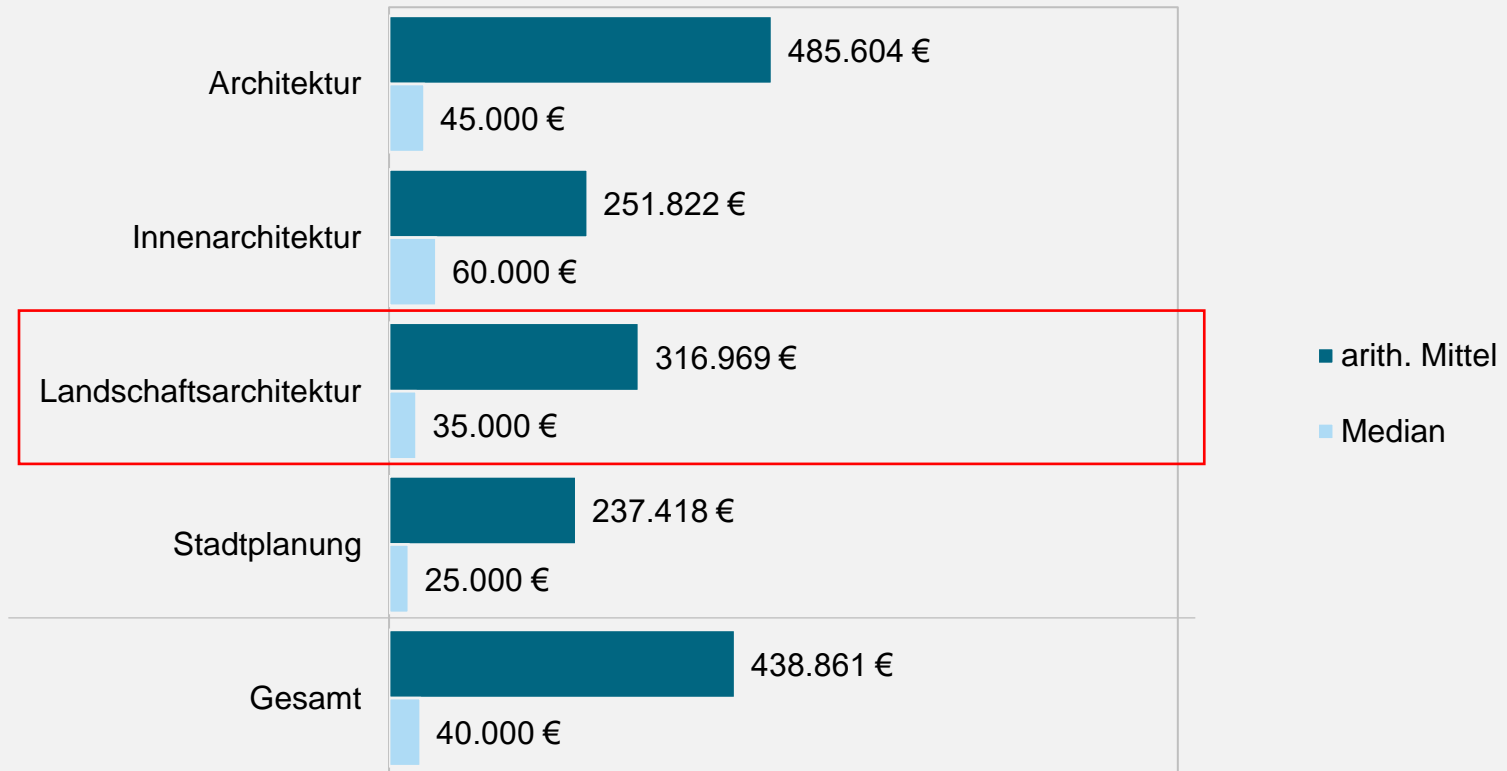 485.604 €
Architektur
45.000 €
251.822 €
Innenarchitektur
60.000 €
316.969 €
Landschaftsarchitektur
35.000 €
237.418 €
Stadtplanung
25.000 €
438.861 €
Gesamt
40.000 €
arith. Mittel
Median